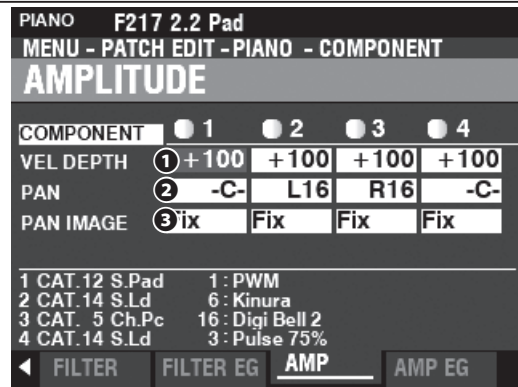 PIANO F217 2.2 Pad
MENU - PATCH EDIT - PIANO - COMPONENT
AMPLITUDE
COMPONENT 1 2 3 4
VEL DEPTH ❶ +100 +100 +100 +100
PAN ❷ -C- L16 R16 -C-
PAN IMAGE ❸ Fix Fix Fix Fix
1 CAT.12 S.Pad 1 : PWM
2 CAT.14 S.Ld 6 : Kinura
3 CAT. 5 Ch.Pc 16 : Digi Bell 2
4 CAT.14 S.Ld 3 : Pulse 75%
FILTER FILTER EG AMP AMP EG